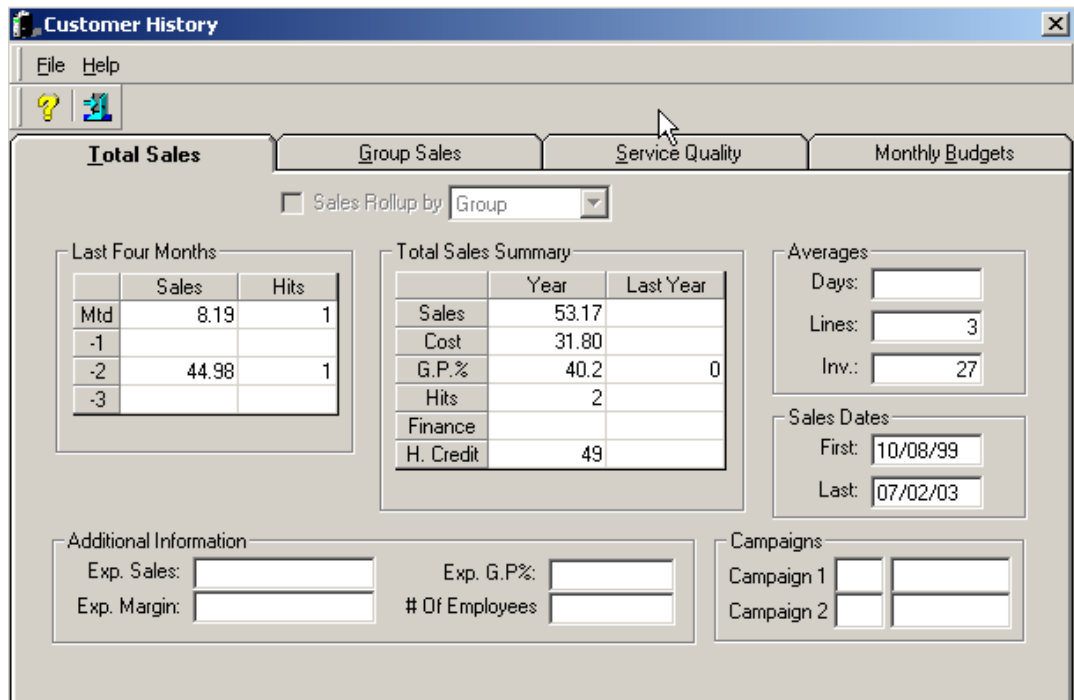 Customer History
File Help
Total Sales Group Sales Service Quality Monthly Budgets
Sales Rollup by Group
Last Four Months
Sales Hits
Mtd 8.19 1
-1
-2 44.98 1
-3
Total Sales Summary
Year Last Year
Sales 53.17
Cost 31.80
G.P.% 40.2 0
Hits 2
Finance
H. Credit 49
Averages
Days:
Lines: 3
Inv.: 27
Sales Dates
First: 10/08/99
Last: 07/02/03
Additional Information
Exp. Sales: Exp. G.P%:
Exp. Margin: # Of Employees
Campaigns
Campaign 1
Campaign 2